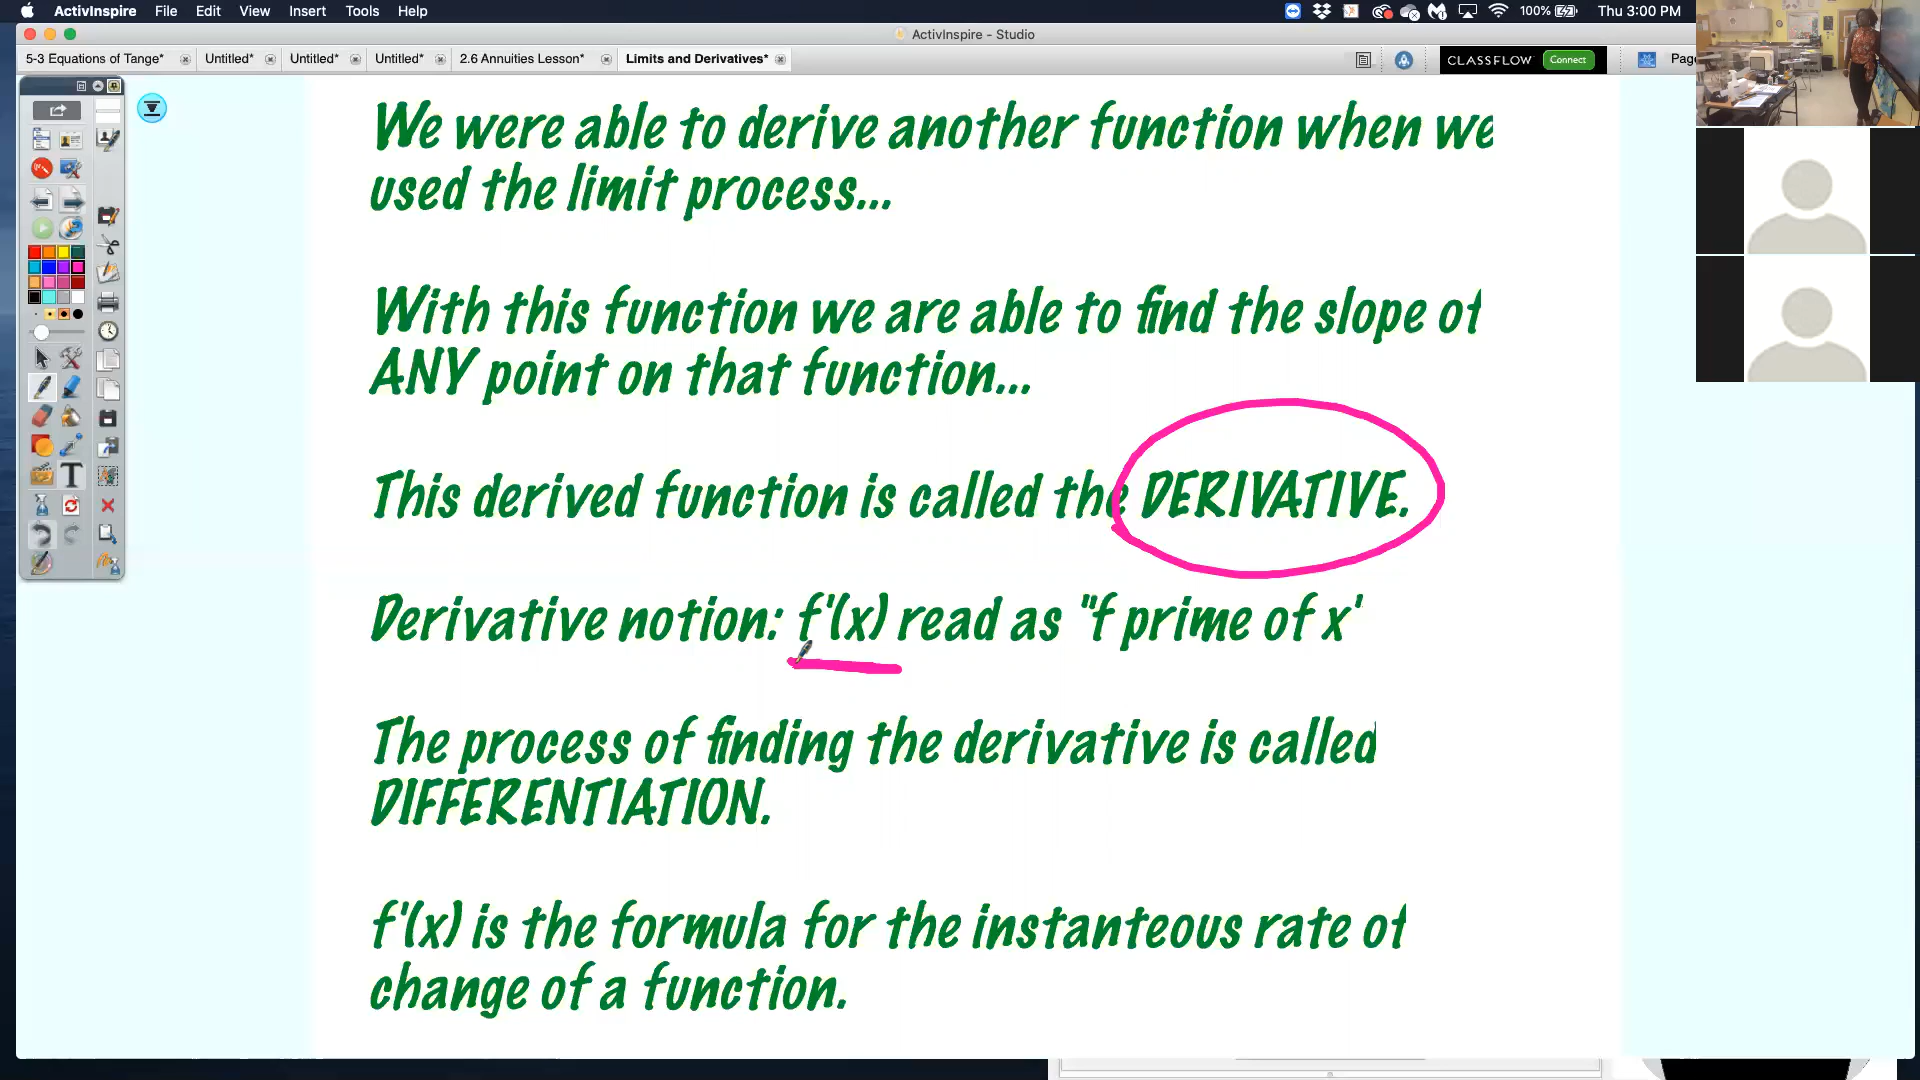 ActivInspire File Edit View Insert Tools Help 100% Thu 3:00 PM
ActivInspire - Studio
5-3 Equations of Tange* Untitled* Untitled* Untitled* 2.6 Annuities Lesson* Limits and Derivatives* CLASSFLOW Connect Page
We were able to derive another function when we
used the limit process...
With this function we are able to find the slope of
ANY point on that function...
This derived function is called the DERIVATIVE.
Derivative notion: f'(x) read as "f prime of x'
The process of finding the derivative is called
DIFFERENTIATION.
f'(x) is the formula for the instanteous rate of
change of a function.